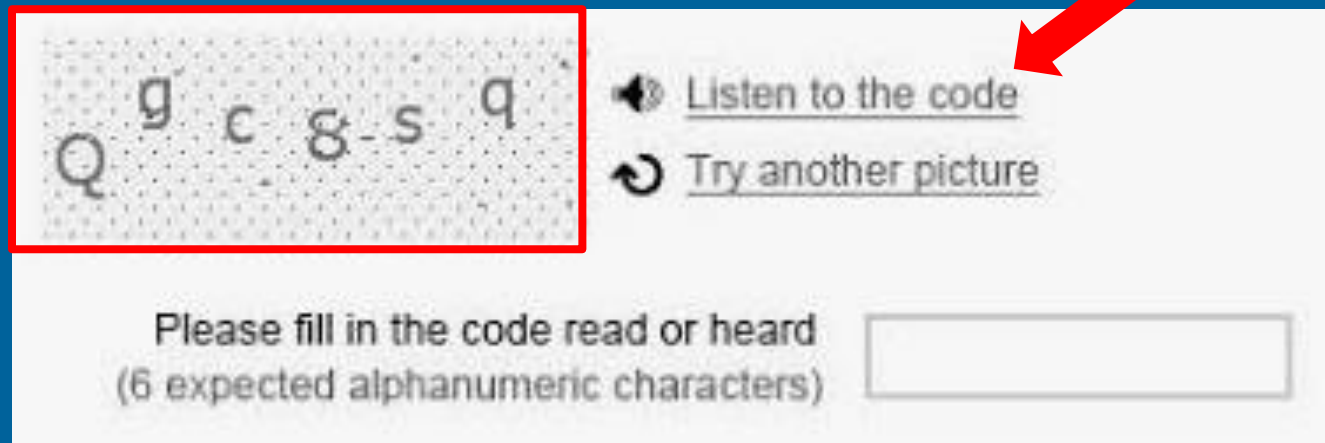 Q g c s q
Listen to the code
Try another picture
Please fill in the code read or heard
(6 expected alphanumeric characters)